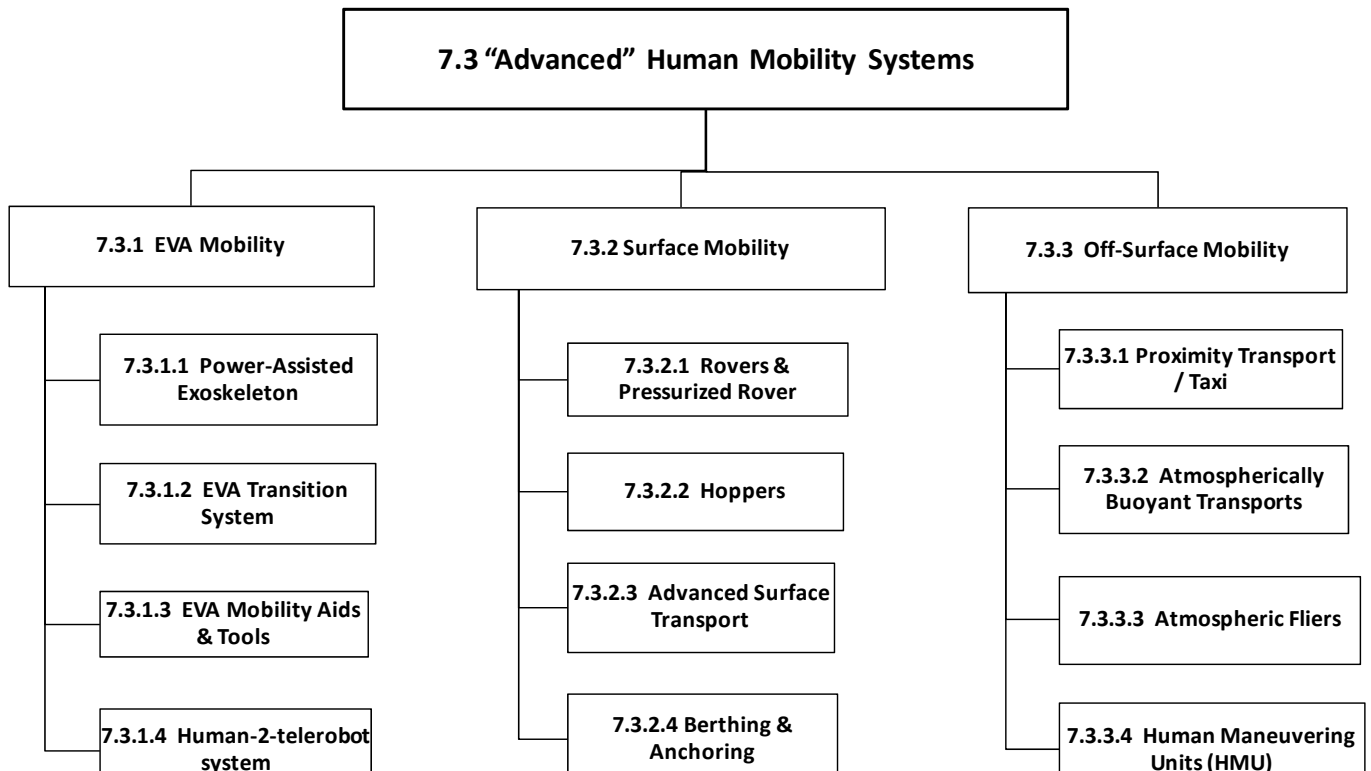 7.3 “Advanced” Human Mobility Systems
7.3.1 EVA Mobility
7.3.2 Surface Mobility
7.3.3 Off-Surface Mobility
7.3.1.1 Power-Assisted
Exoskeleton
7.3.1.2 EVA Transition
System
7.3.1.3 EVA Mobility Aids
& Tools
7.3.1.4 Human-2-telerobot
system
7.3.2.1 Rovers &
Pressurized Rover
7.3.2.2 Hoppers
7.3.2.3 Advanced Surface
Transport
7.3.2.4 Berthing &
Anchoring
7.3.3.1 Proximity Transport
/ Taxi
7.3.3.2 Atmospherically
Buoyant Transports
7.3.3.3 Atmospheric Fliers
7.3.3.4 Human Maneuvering
Units (HMU)